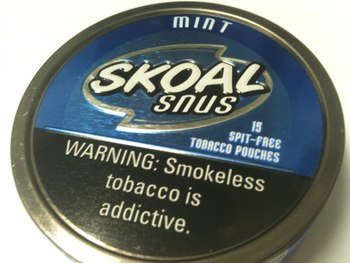 MINT
SKOAL
SNUS
15
SPIT-FREE
TOBACCO POUCHES
WARNING: Smokeless
tobacco is
addictive.